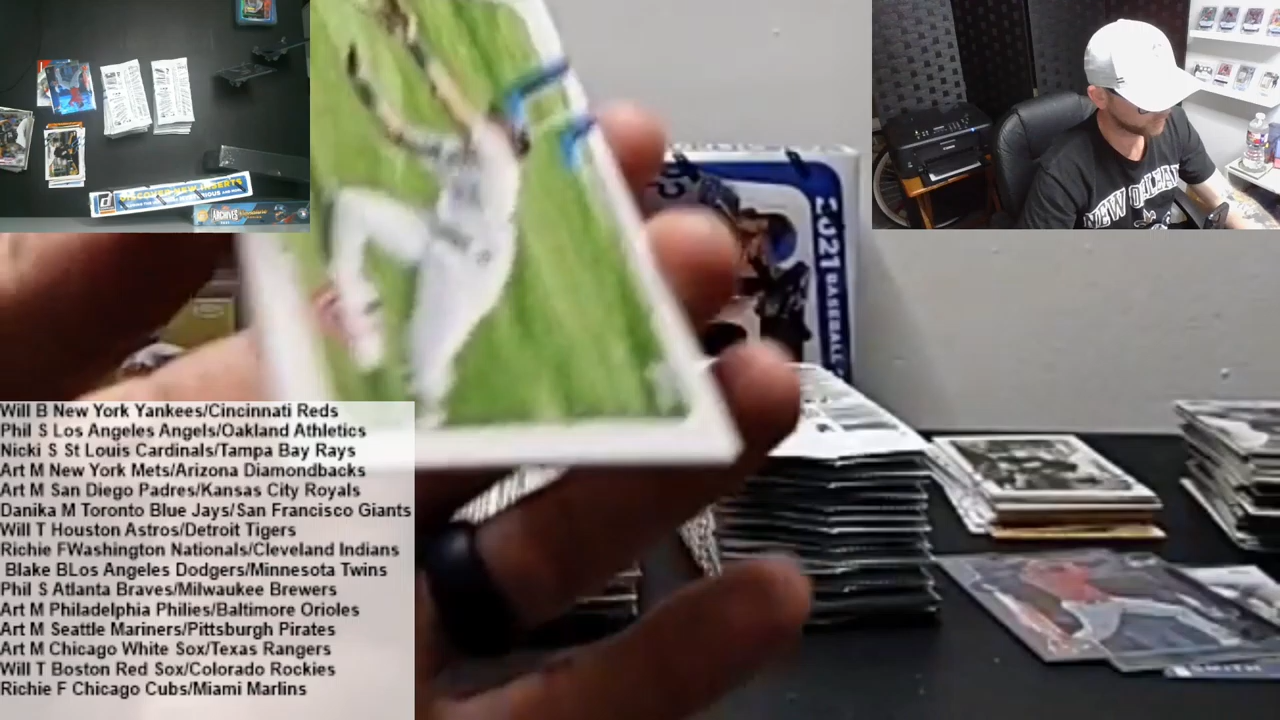 DISCOVER NEW INSERTS
ARCHIVES
NEW ORLEAN
2021 BASEBALL
SMITH
Will B New York Yankees/Cincinnati Reds
Phil S Los Angeles Angels/Oakland Athletics
Nicki S St Louis Cardinals/Tampa Bay Rays
Art M New York Mets/Arizona Diamondbacks
Art M San Diego Padres/Kansas City Royals
Danika M Toronto Blue Jays/San Francisco Giants
Will T Houston Astros/Detroit Tigers
Richie FWashington Nationals/Cleveland Indians
Blake BLos Angeles Dodgers/Minnesota Twins
Phil S Atlanta Braves/Milwaukee Brewers
Art M Philadelphia Philies/Baltimore Orioles
Art M Seattle Mariners/Pittsburgh Pirates
Art M Chicago White Sox/Texas Rangers
Will T Boston Red Sox/Colorado Rockies
Richie F Chicago Cubs/Miami Marlins